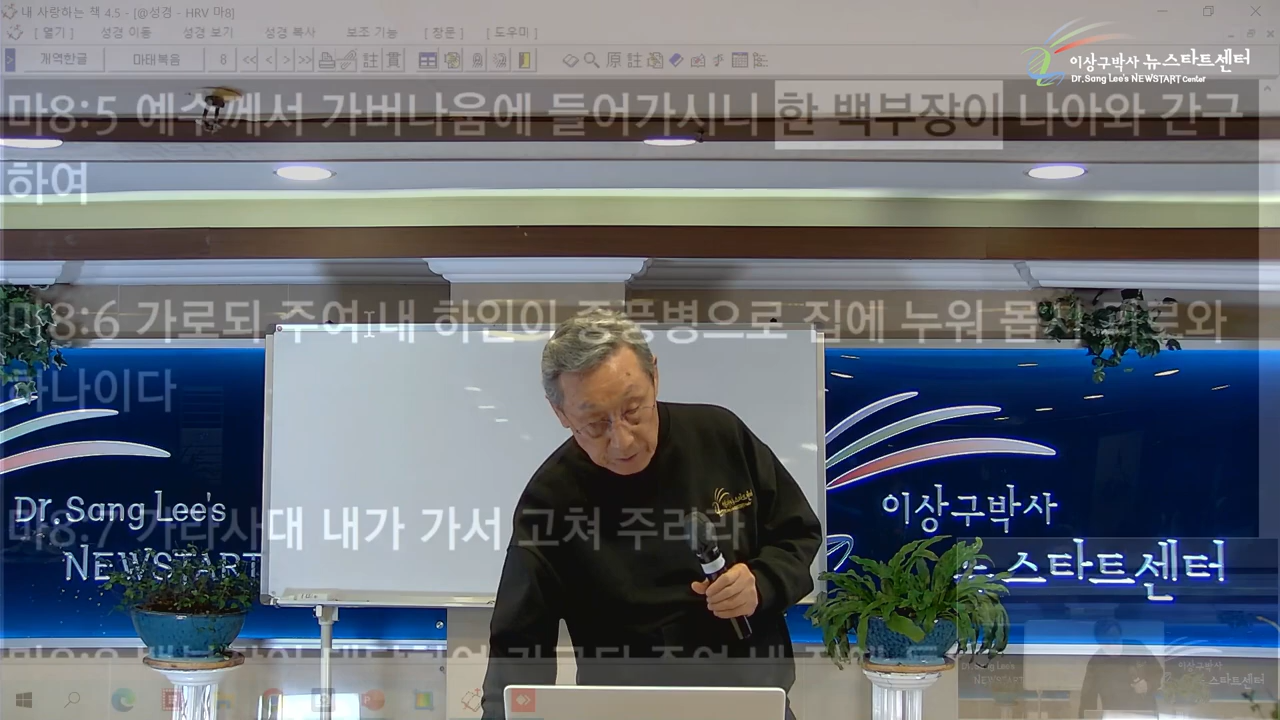 내 사랑하는 책 4.5 - [@성경 - HRV 마8]
[ 열기 ] 성경 이동 성경 보기 성경 복사 보조 기능 [ 창문 ] [ 도우미 ]
개역한글 마태복음 8
이상구박사 뉴스타트센터
Dr. Sang Lee's NEWSTART Center
마8:5 예수께서 가버나움에 들어가시니 한 백부장이 나아와 간구
하여
마8:6 가로되 주여 내 하인이 중풍병으로 집에 누워 몹시 괴로와
하나이다
마8:7 가라사대 내가 가서 고쳐 주리라
Dr. Sang Lee's
NEWSTART
이상구박사
뉴스타트센터